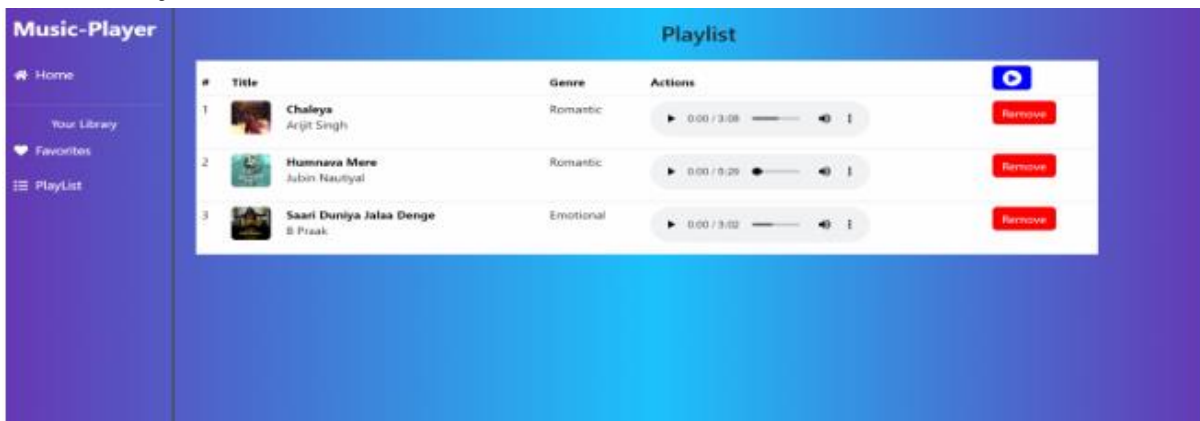 Music-Player
Home
Your Library
Favorites
PlayList
Playlist
# Title Genre Actions
1 Chaleya Romantic 0:00 / 3:08 Remove
Arijit Singh
2 Humnava Mere Romantic 0:00 / 5:29 Remove
Jubin Nautiyal
3 Saari Duniya Jalaa Denge Emotional 0:00 / 3:02 Remove
B Praak